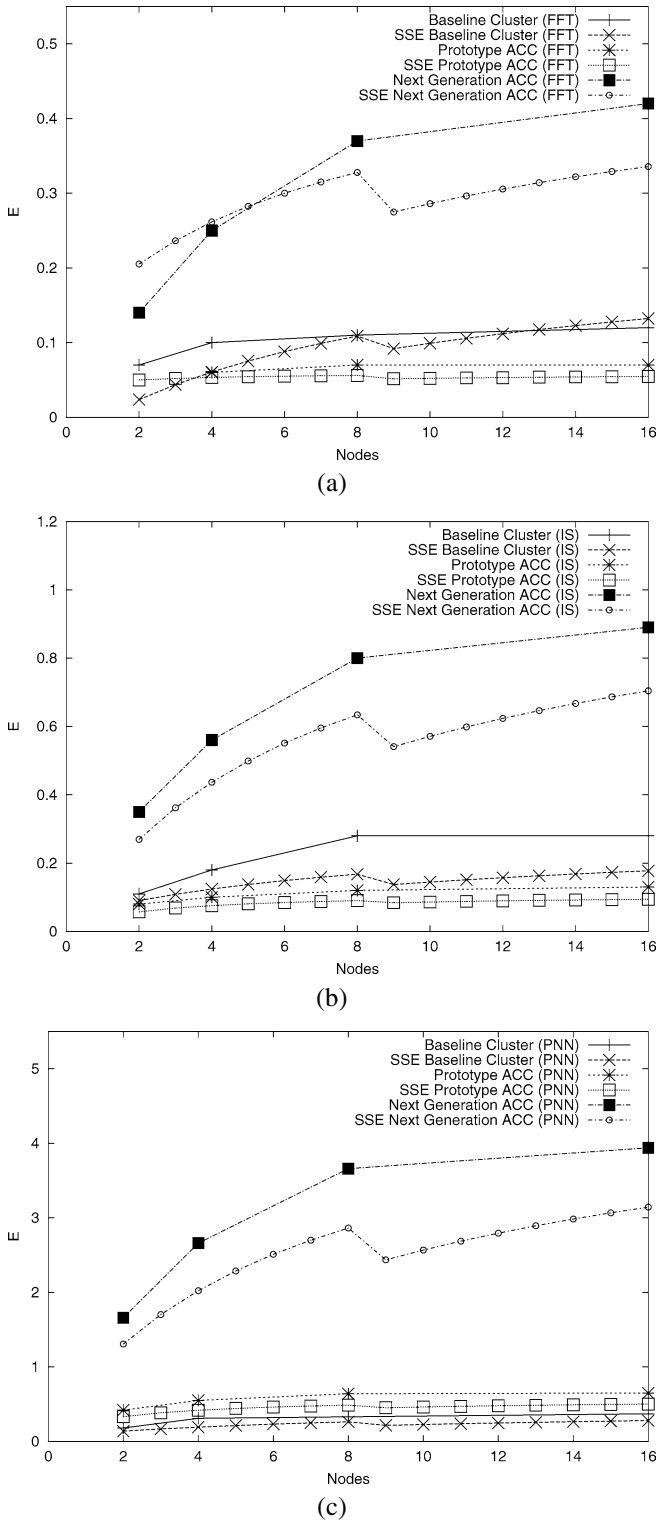 Baseline Cluster (FFT)
SSE Baseline Cluster (FFT)
Prototype ACC (FFT)
SSE Prototype ACC (FFT)
Next Generation ACC (FFT)
SSE Next Generation ACC (FFT)
0.5
0.4
0.3
0.2
0.1
0
E
0 2 4 6 8 10 12 14 16
Nodes
(a)
Baseline Cluster (IS)
SSE Baseline Cluster (IS)
Prototype ACC (IS)
SSE Prototype ACC (IS)
Next Generation ACC (IS)
SSE Next Generation ACC (IS)
1.2
1
0.8
0.6
0.4
0.2
0
E
0 2 4 6 8 10 12 14 16
Nodes
(b)
Baseline Cluster (PNN)
SSE Baseline Cluster (PNN)
Prototype ACC (PNN)
SSE Prototype ACC (PNN)
Next Generation ACC (PNN)
SSE Next Generation ACC (PNN)
5
4
3
2
1
0
E
0 2 4 6 8 10 12 14 16
Nodes
(c)